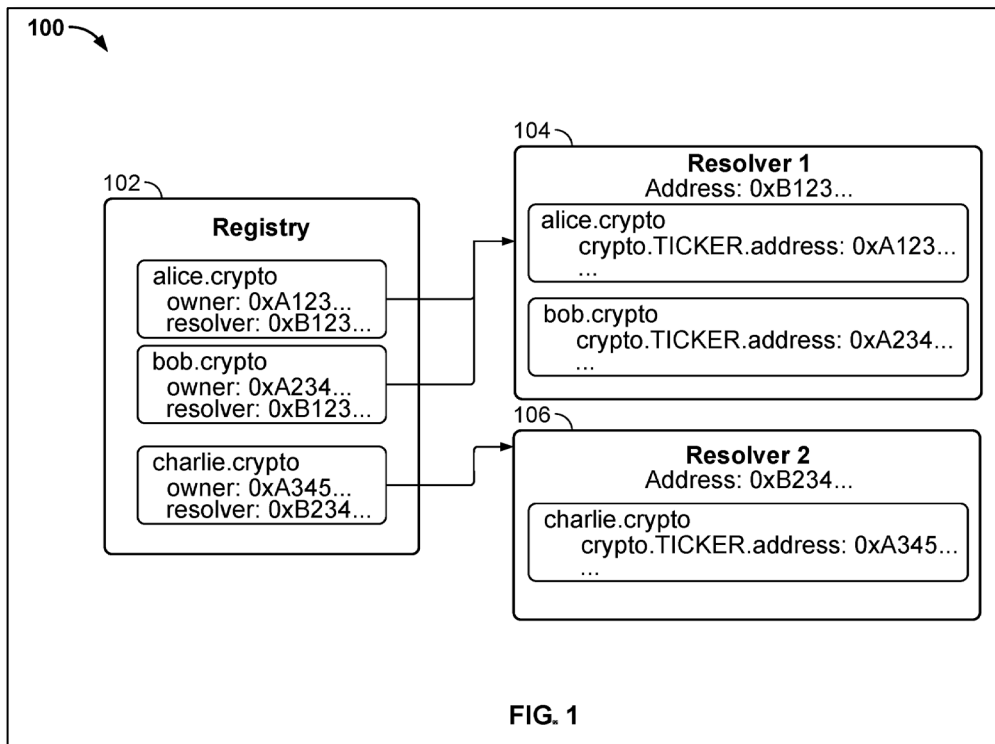 100
102
Registry
alice.crypto
owner: 0xA123...
resolver: 0xB123...
bob.crypto
owner: 0xA234...
resolver: 0xB123...
charlie.crypto
owner: 0xA345...
resolver: 0xB234...
104
Resolver 1
Address: 0xB123...
alice.crypto
crypto.TICKER.address: 0xA123...
...
bob.crypto
crypto.TICKER.address: 0xA234...
...
106
Resolver 2
Address: 0xB234...
charlie.crypto
crypto.TICKER.address: 0xA345...
...
FIG. 1